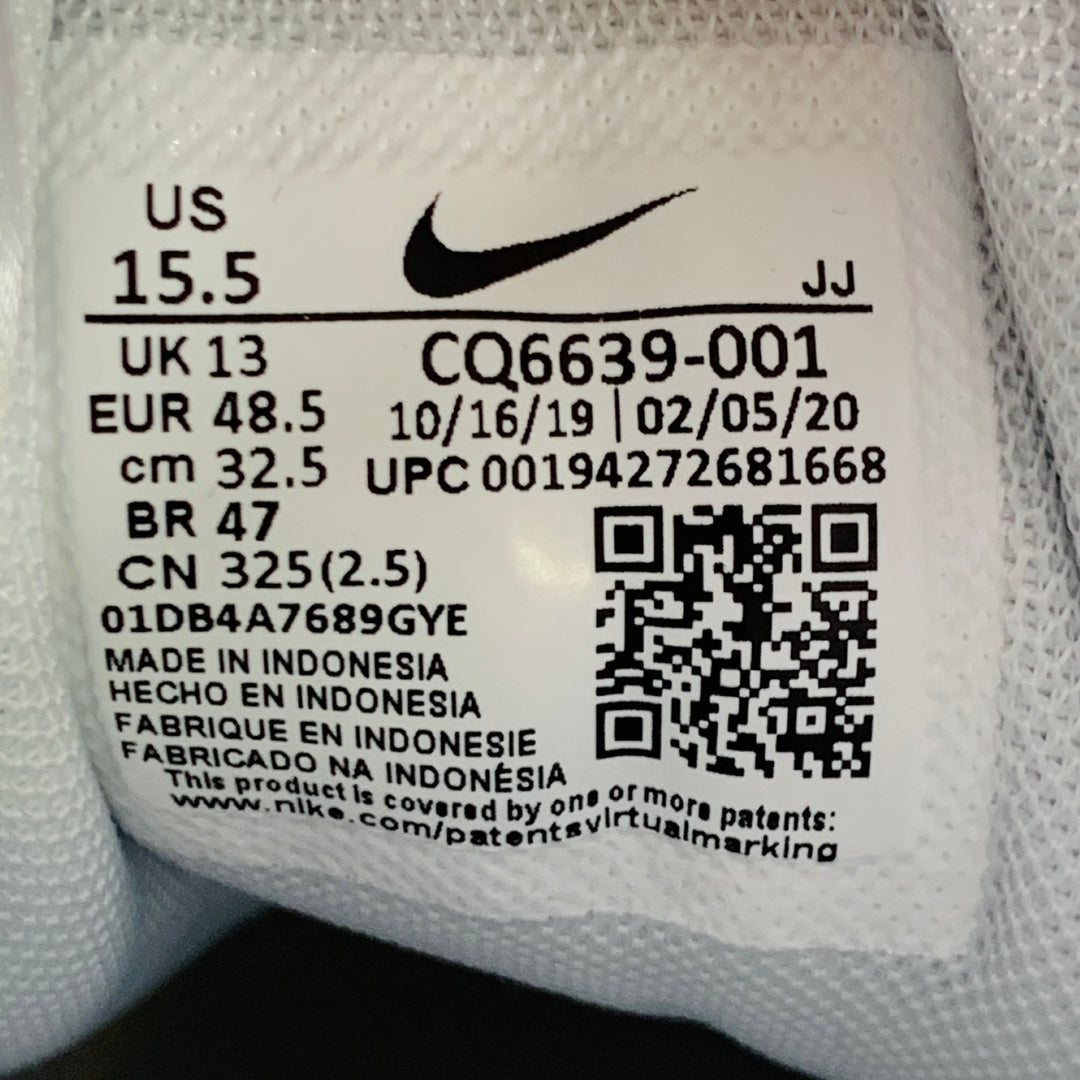 US
15.5
JJ
UK 13
CQ6639-001
EUR 48.5
10/16/19 | 02/05/20
cm 32.5
UPC 00194272681668
BR 47
CN 325(2.5)
01DB4A7689GYE
MADE IN INDONESIA
HECHO EN INDONESIA
FABRIQUE EN INDONESIE
FABRICADO NA INDONÉSIA
This product is covered by one or more patents:
www.nike.com/patentsvirtualmarking